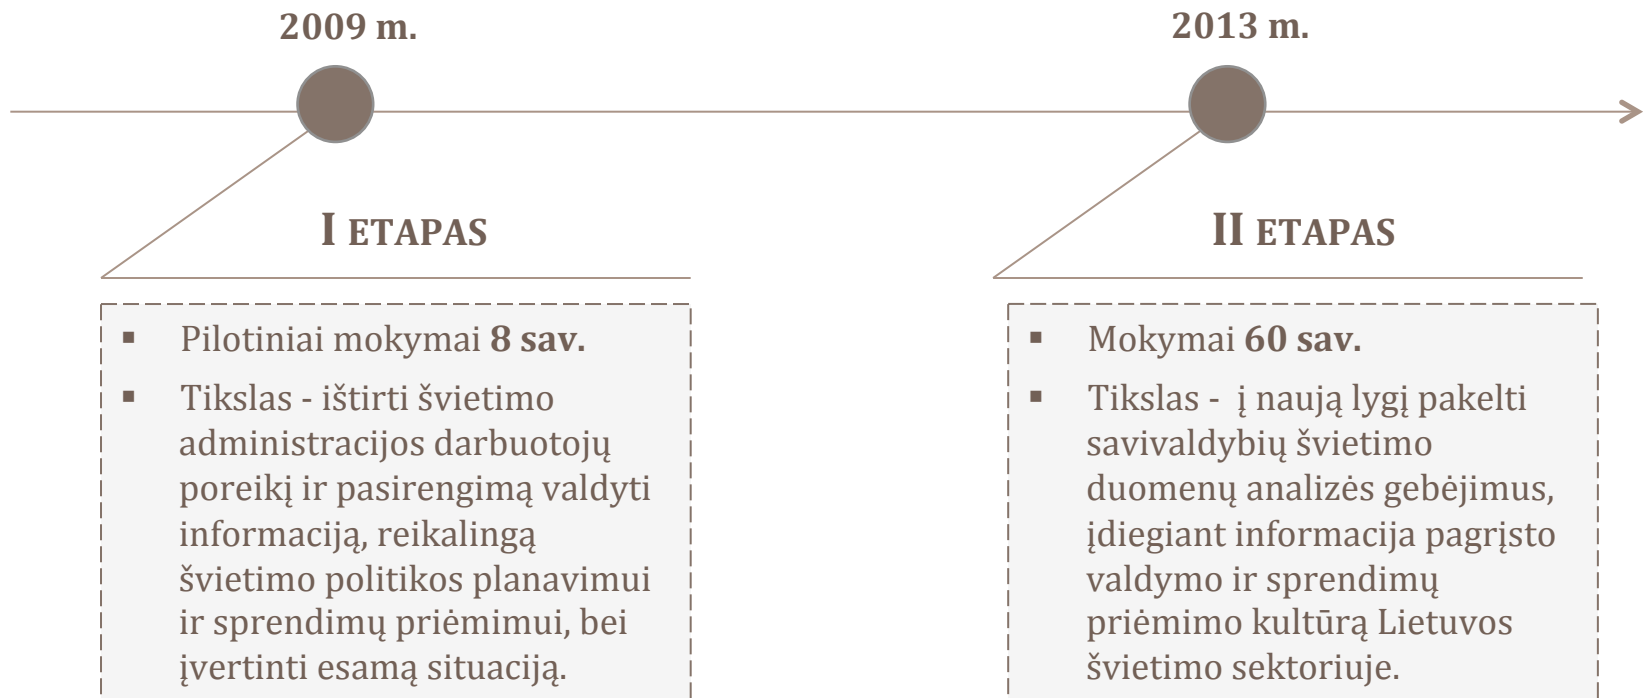 2009 m.
2013 m.
I ETAPAS
▪ Pilotiniai mokymai 8 sav.
▪ Tikslas - ištirti švietimo
administracijos darbuotojų
poreikį ir pasirengimą valdyti
informaciją, reikalingą
švietimo politikos planavimui
ir sprendimų priėmimui, bei
įvertinti esamą situaciją.
II ETAPAS
▪ Mokymai 60 sav.
▪ Tikslas - į naują lygį pakelti
savivaldybių švietimo
duomenų analizės gebėjimus,
įdiegiant informacija pagrįsto
valdymo ir sprendimų
priėmimo kultūrą Lietuvos
švietimo sektoriuje.